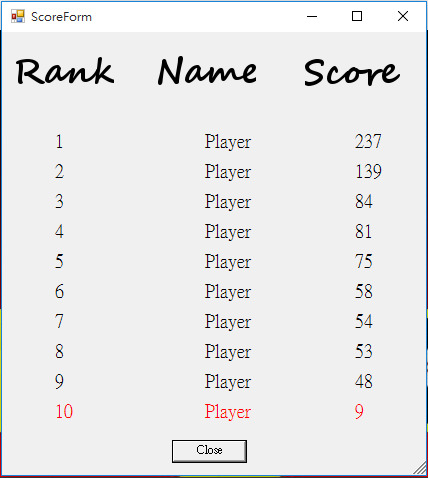 ScoreForm
Rank Name Score
1 Player 237
2 Player 139
3 Player 84
4 Player 81
5 Player 75
6 Player 58
7 Player 54
8 Player 53
9 Player 48
10 Player 9
Close